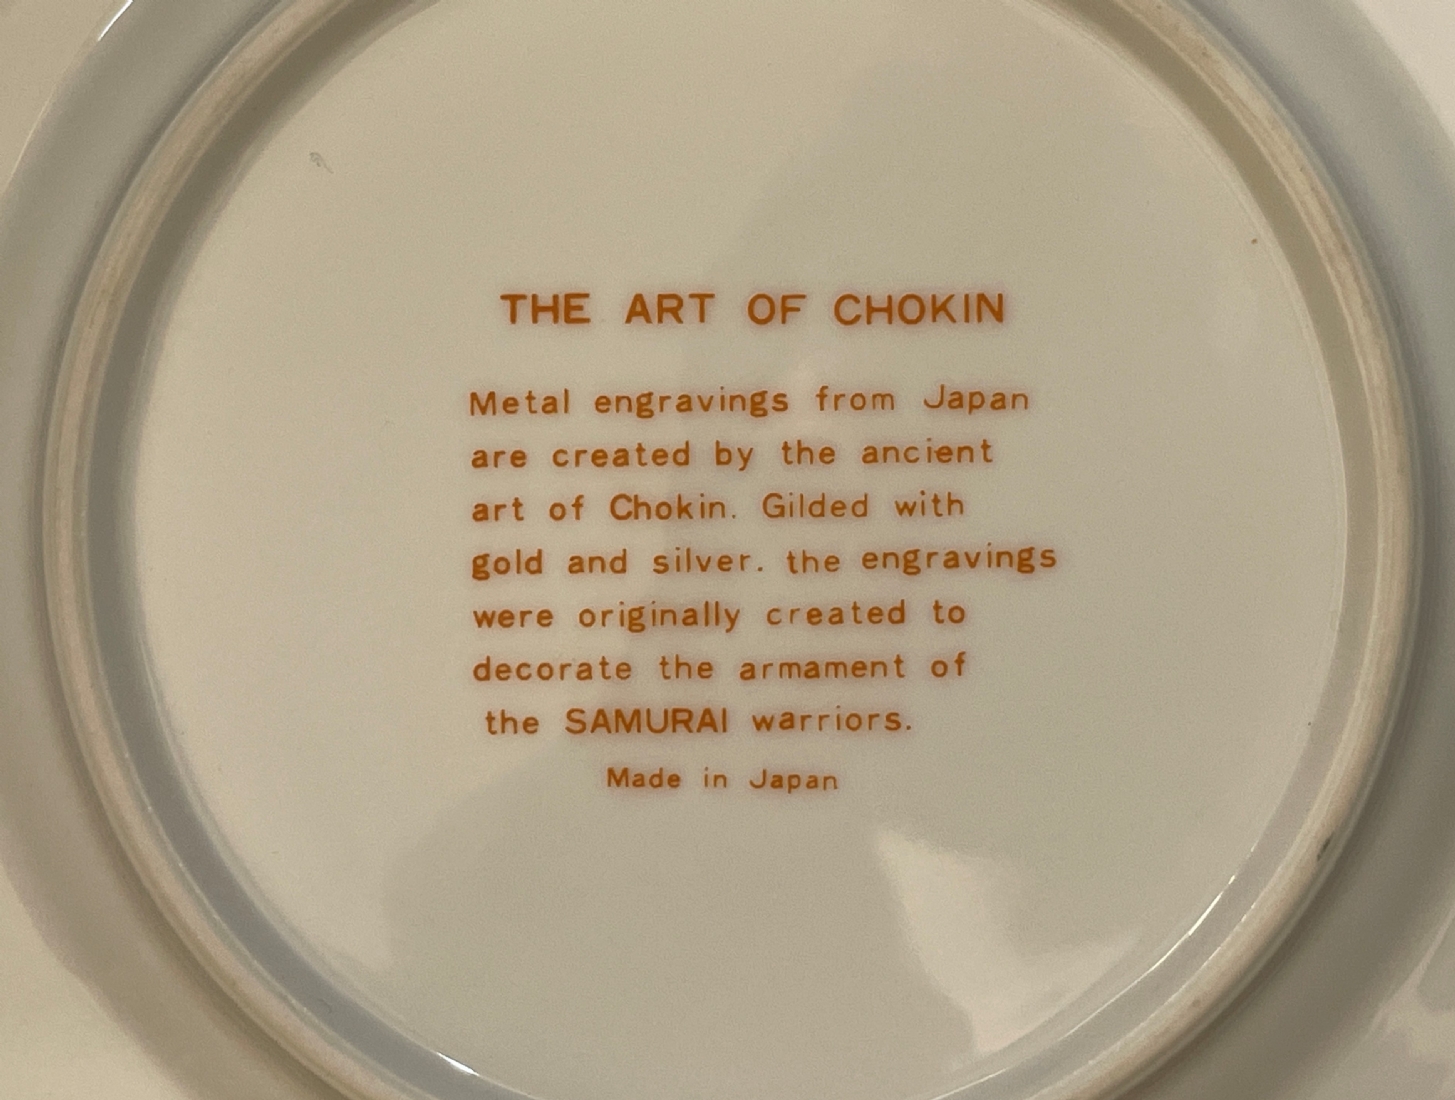 THE ART OF CHOKIN
Metal engravings from Japan
are created by the ancient
art of Chokin. Gilded with
gold and silver. the engravings
were originally created to
decorate the armament of
the SAMURAI warriors.
Made in Japan